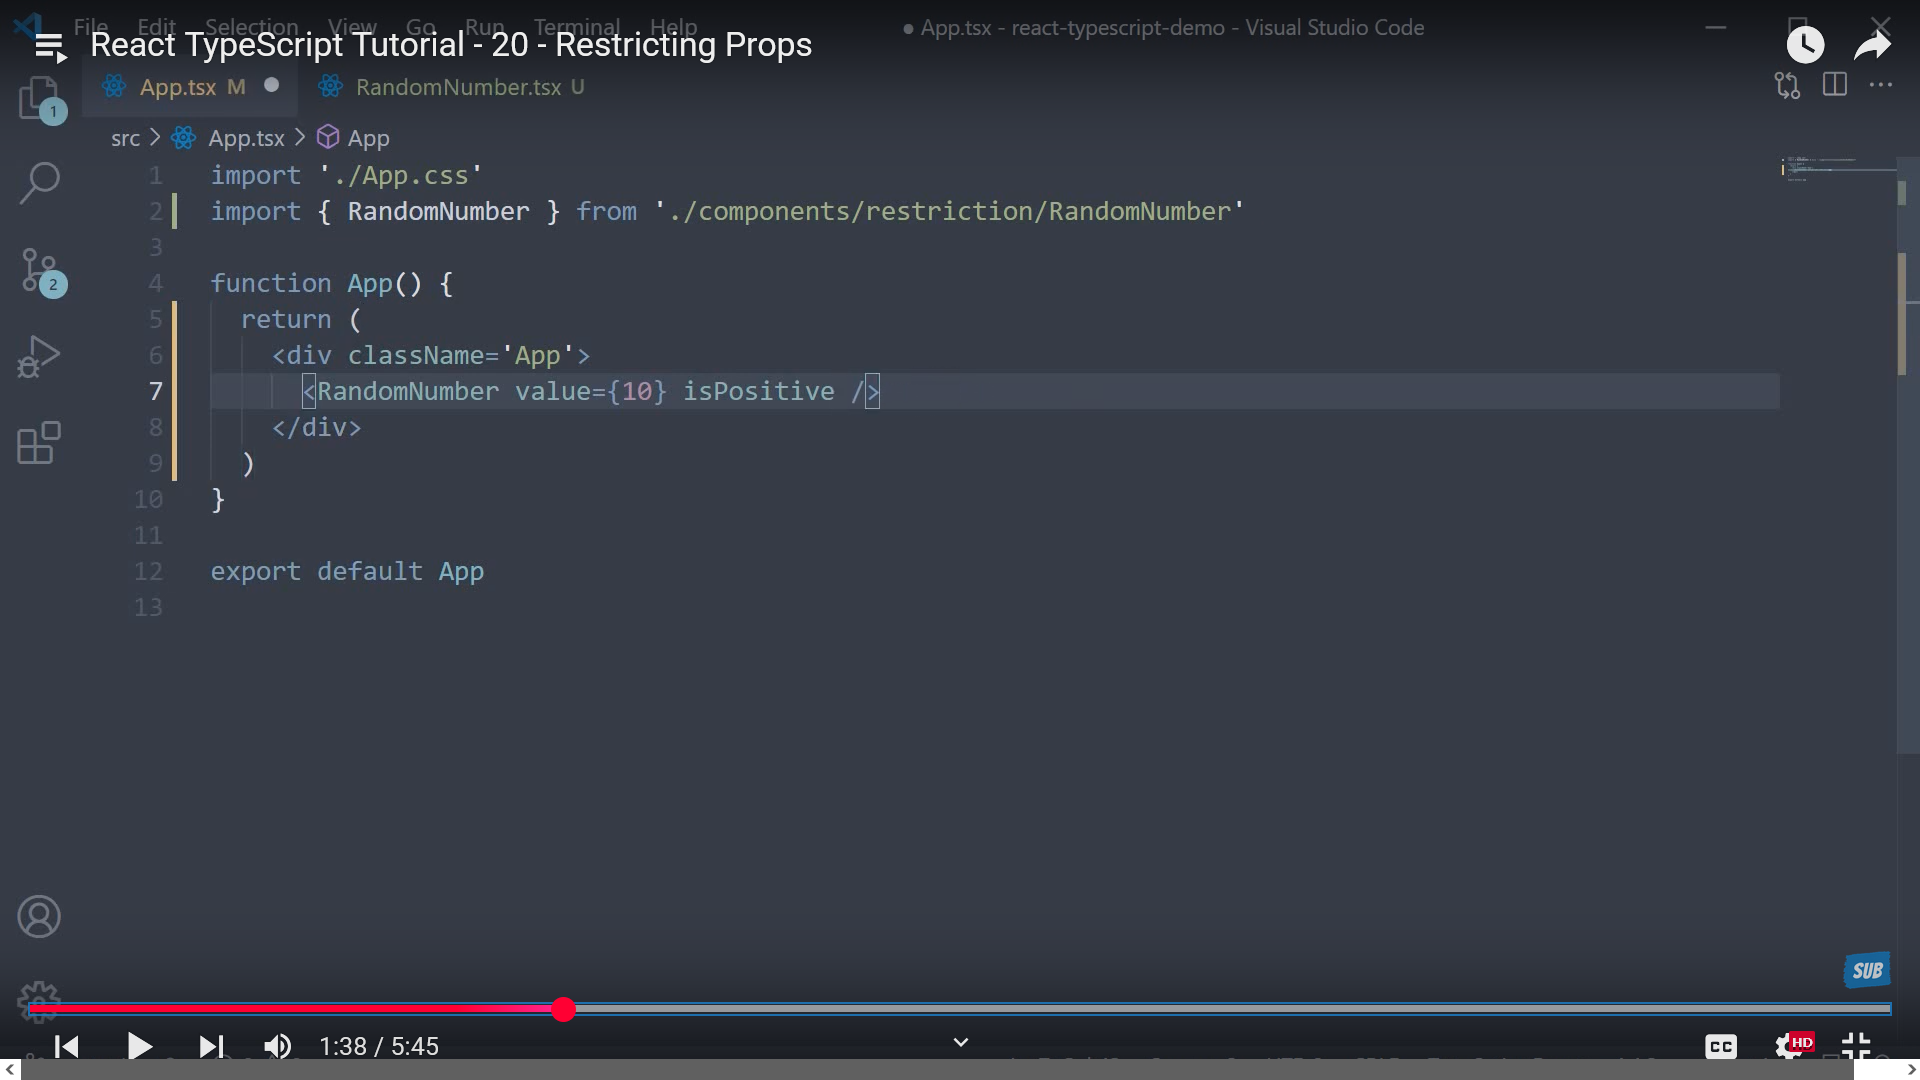 File Edit Selection View Go Run Terminal Help
● App.tsx - react-typescript-demo - Visual Studio Code
React TypeScript Tutorial - 20 - Restricting Props
App.tsx M
RandomNumber.tsx U
1
src > App.tsx > App
1 import './App.css'
2 import { RandomNumber } from './components/restriction/RandomNumber'
3
4 function App() {
5 return (
6 <div className='App'>
7 <RandomNumber value={10} isPositive />
8 </div>
9 )
10 }
11
12 export default App
13
2
SUB
1:38 / 5:45
CC
HD